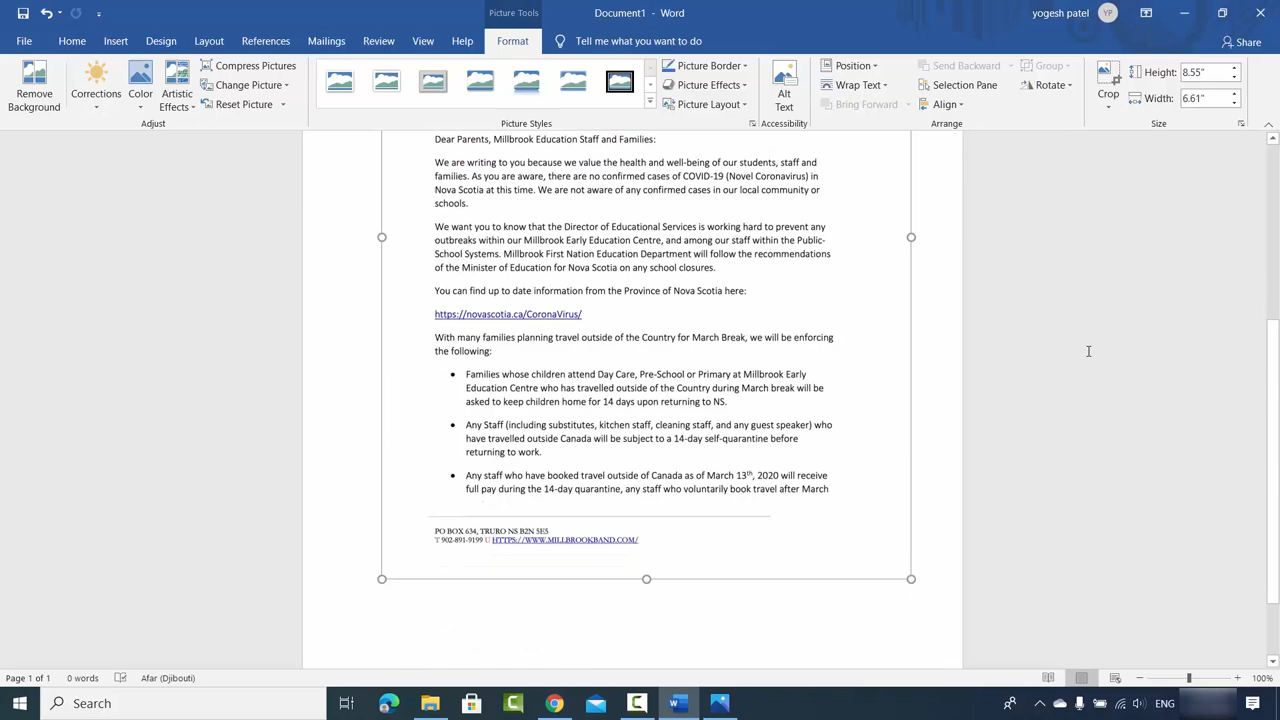 Picture Tools
Document1 - Word
yogesh patel
YP
File
Home
Insert
Design
Layout
References
Mailings
Review
View
Help
Format
Tell me what you want to do
Share
Remove
Background
Corrections
Color
Artistic
Effects
Compress Pictures
Change Picture
Reset Picture
Adjust
Picture Styles
Picture Border
Picture Effects
Picture Layout
Alt
Text
Accessibility
Position
Wrap Text
Bring Forward
Send Backward
Selection Pane
Align
Group
Rotate
Arrange
Crop
Height: 8.55"
Width: 6.61"
Size
Dear Parents, Millbrook Education Staff and Families:
We are writing to you because we value the health and well-being of our students, staff and
families. As you are aware, there are no confirmed cases of COVID-19 (Novel Coronavirus) in
Nova Scotia at this time. We are not aware of any confirmed cases in our local community or
schools.
We want you to know that the Director of Educational Services is working hard to prevent any
outbreaks within our Millbrook Early Education Centre, and among our staff within the Public-
School Systems. Millbrook First Nation Education Department will follow the recommendations
of the Minister of Education for Nova Scotia on any school closures.
You can find up to date information from the Province of Nova Scotia here:
https://novascotia.ca/CoronaVirus/
With many families planning travel outside of the Country for March Break, we will be enforcing
the following:
• Families whose children attend Day Care, Pre-School or Primary at Millbrook Early
Education Centre who has travelled outside of the Country during March break will be
asked to keep children home for 14 days upon returning to NS.
• Any Staff (including substitutes, kitchen staff, cleaning staff, and any guest speaker) who
have travelled outside Canada will be subject to a 14-day self-quarantine before
returning to work.
• Any staff who have booked travel outside of Canada as of March 13th, 2020 will receive
full pay during the 14-day quarantine, any staff who voluntarily book travel after March
PO BOX 634, TRURO NS B2N 5E5
T 902-891-9199 U HTTPS://WWW.MILLBROOKBAND.COM/
Page 1 of 1
0 words
Afar (Djibouti)
100%
Search
ENG